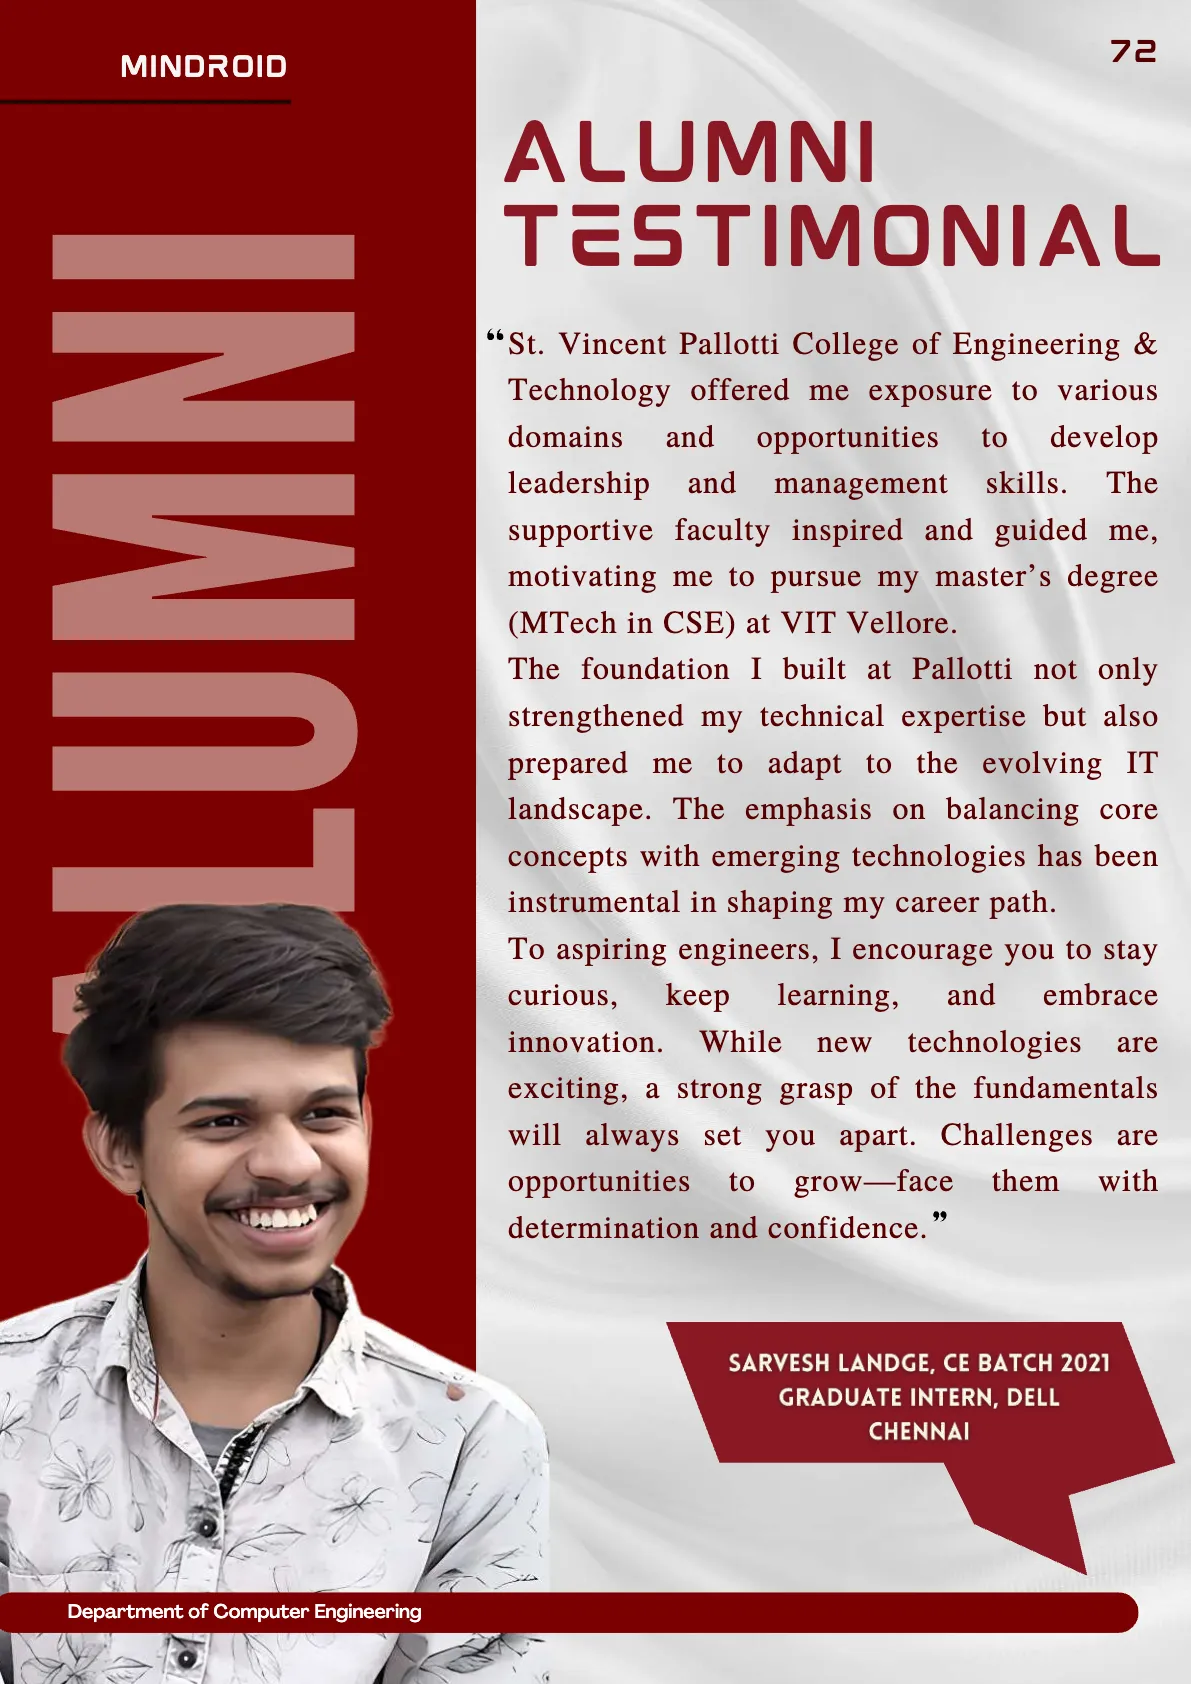 MINDROID
72
ALUMNI
ALUMNI
TESTIMONIAL
“St. Vincent Pallotti College of Engineering &
Technology offered me exposure to various
domains and opportunities to develop
leadership and management skills. The
supportive faculty inspired and guided me,
motivating me to pursue my master’s degree
(MTech in CSE) at VIT Vellore.
The foundation I built at Pallotti not only
strengthened my technical expertise but also
prepared me to adapt to the evolving IT
landscape. The emphasis on balancing core
concepts with emerging technologies has been
instrumental in shaping my career path.
To aspiring engineers, I encourage you to stay
curious, keep learning, and embrace
innovation. While new technologies are
exciting, a strong grasp of the fundamentals
will always set you apart. Challenges are
opportunities to grow—face them with
determination and confidence.”
SARVESH LANDGE, CE BATCH 2021
GRADUATE INTERN, DELL
CHENNAI
Department of Computer Engineering